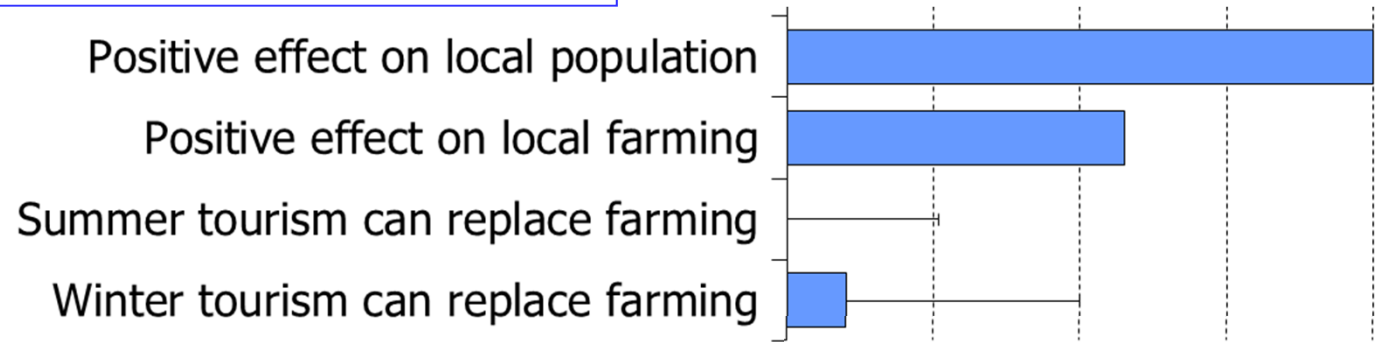 Positive effect on local population
Positive effect on local farming
Summer tourism can replace farming
Winter tourism can replace farming